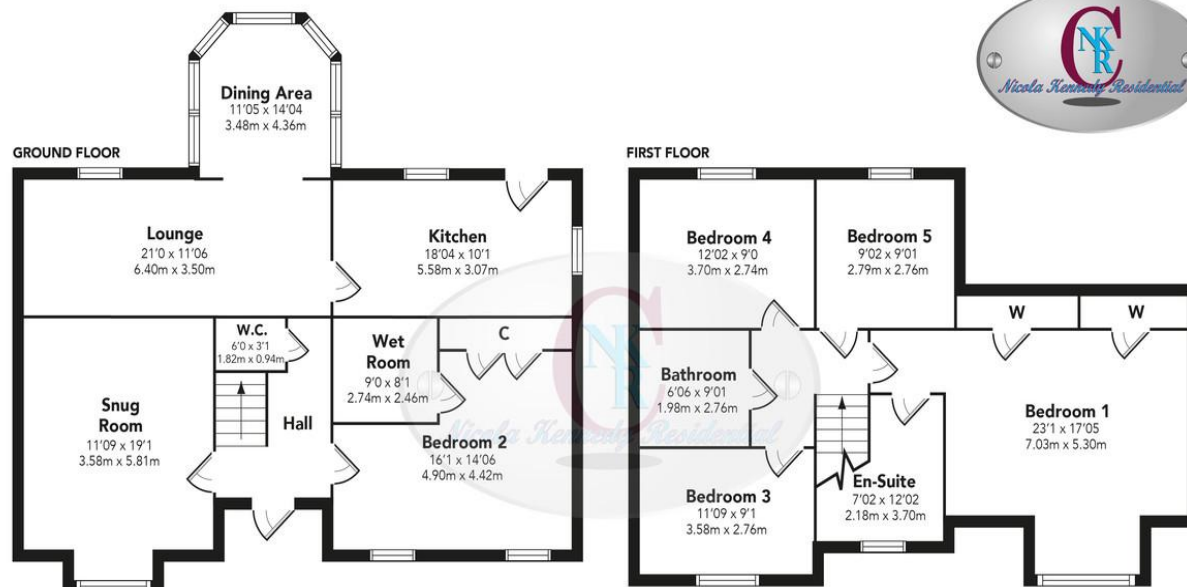 C
NK
R
Nicola Kennedy Residential
GROUND FLOOR
Dining Area
11'05 x 14'04
3.48m x 4.36m
Lounge
21'0 x 11'06
6.40m x 3.50m
Kitchen
18'04 x 10'1
5.58m x 3.07m
W.C.
6'0 x 3'1
1.82m x 0.94m
Wet
Room
9'0 x 8'1
2.74m x 2.46m
C
Snug
Room
11'09 x 19'1
3.58m x 5.81m
Hall
Bedroom 2
16'1 x 14'06
4.90m x 4.42m
FIRST FLOOR
Bedroom 4
12'02 x 9'0
3.70m x 2.74m
Bedroom 5
9'02 x 9'01
2.79m x 2.76m
W
W
Bathroom
6'06 x 9'01
1.98m x 2.76m
Bedroom 1
23'1 x 17'05
7.03m x 5.30m
Bedroom 3
11'09 x 9'1
3.58m x 2.76m
En-Suite
7'02 x 12'02
2.18m x 3.70m
C
NK
R
Nicola Kennedy Residential